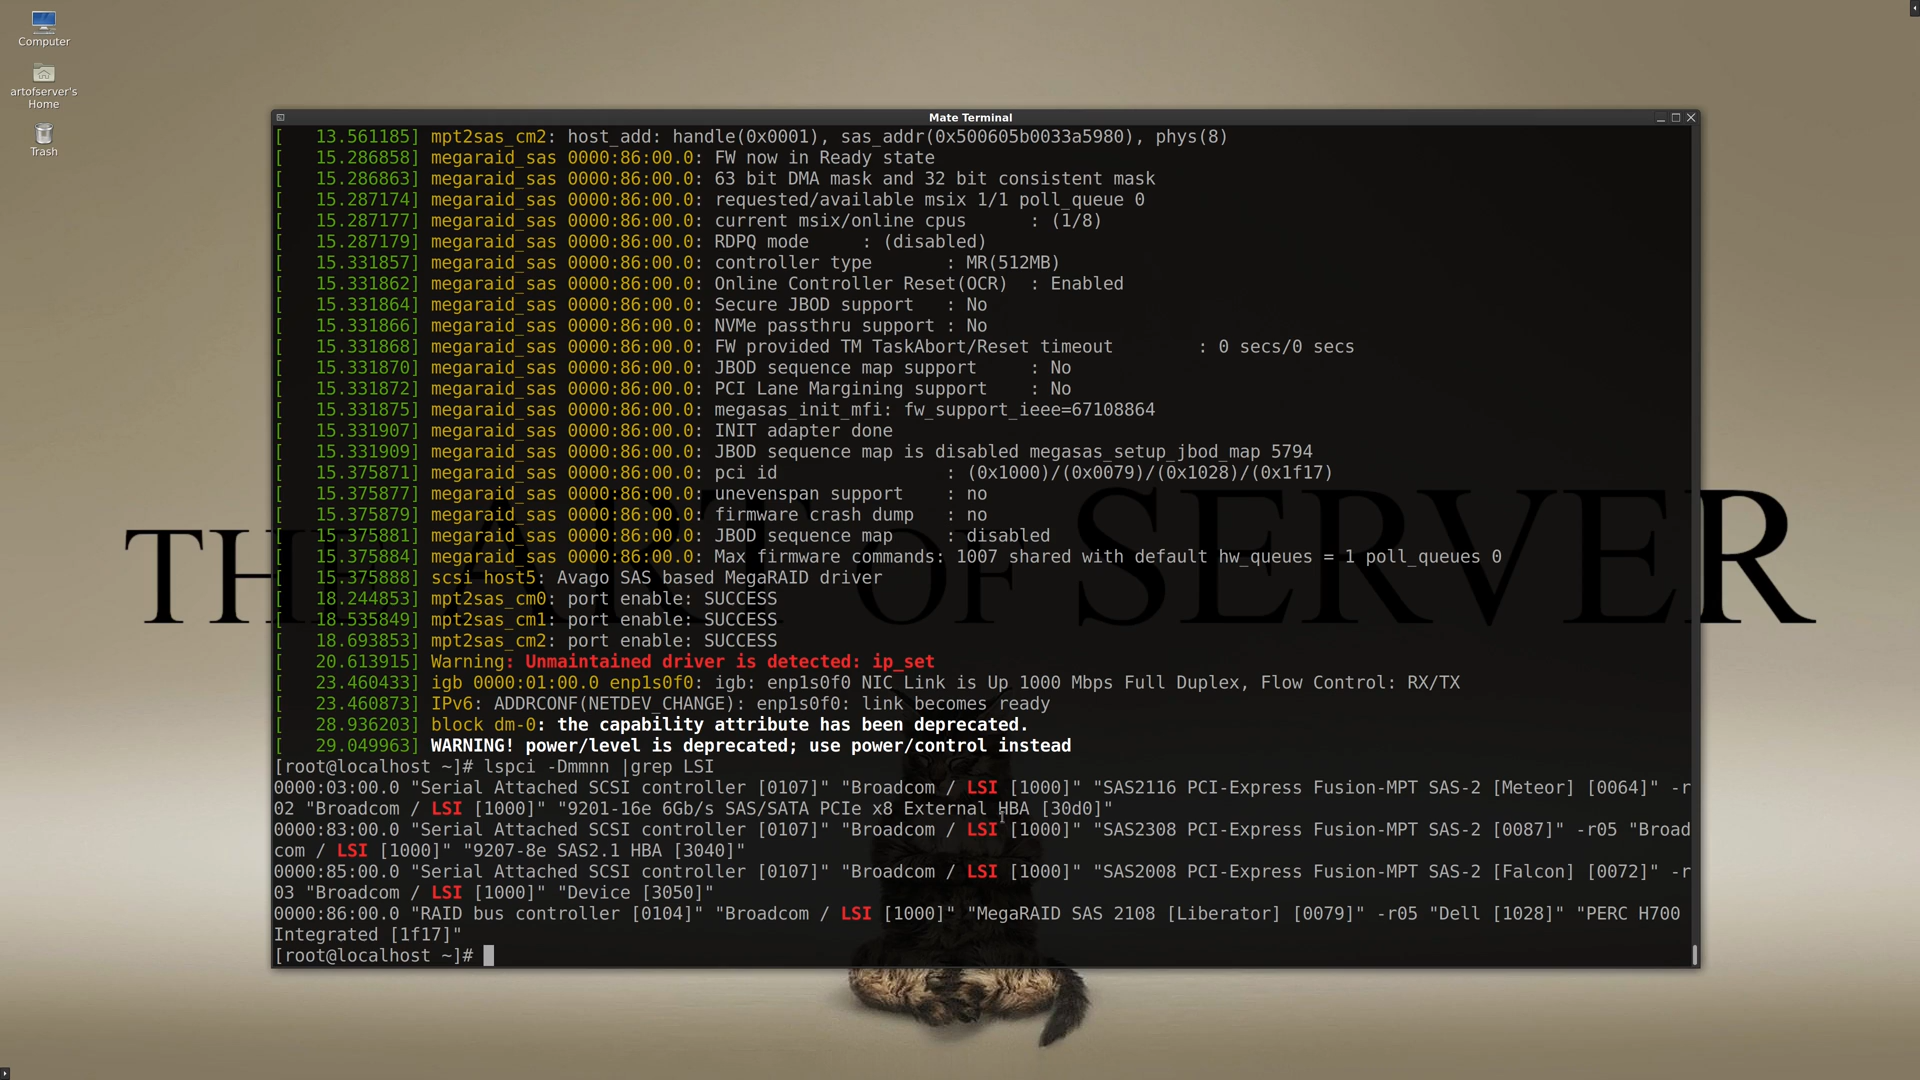 Computer
artofserver's
Home
Trash
Mate Terminal
[   13.561185] mpt2sas_cm2: host_add: handle(0x0001), sas_addr(0x500605b0033a5980), phys(8)
[   15.286858] megaraid_sas 0000:86:00.0: FW now in Ready state
[   15.286863] megaraid_sas 0000:86:00.0: 63 bit DMA mask and 32 bit consistent mask
[   15.287174] megaraid_sas 0000:86:00.0: requested/available msix 1/1 poll_queue 0
[   15.287177] megaraid_sas 0000:86:00.0: current msix/online cpus      : (1/8)
[   15.287179] megaraid_sas 0000:86:00.0: RDPQ mode     : (disabled)
[   15.331857] megaraid_sas 0000:86:00.0: controller type       : MR(512MB)
[   15.331862] megaraid_sas 0000:86:00.0: Online Controller Reset(OCR)  : Enabled
[   15.331864] megaraid_sas 0000:86:00.0: Secure JBOD support   : No
[   15.331866] megaraid_sas 0000:86:00.0: NVMe passthru support : No
[   15.331868] megaraid_sas 0000:86:00.0: FW provided TM TaskAbort/Reset timeout        : 0 secs/0 secs
[   15.331870] megaraid_sas 0000:86:00.0: JBOD sequence map support     : No
[   15.331872] megaraid_sas 0000:86:00.0: PCI Lane Margining support    : No
[   15.331875] megaraid_sas 0000:86:00.0: megasas_init_mfi: fw_support_ieee=67108864
[   15.331907] megaraid_sas 0000:86:00.0: INIT adapter done
[   15.331909] megaraid_sas 0000:86:00.0: JBOD sequence map is disabled megasas_setup_jbod_map 5794
[   15.375871] megaraid_sas 0000:86:00.0: pci id                : (0x1000)/(0x0079)/(0x1028)/(0x1f17)
[   15.375877] megaraid_sas 0000:86:00.0: unevenspan support    : no
[   15.375879] megaraid_sas 0000:86:00.0: firmware crash dump   : no
[   15.375881] megaraid_sas 0000:86:00.0: JBOD sequence map     : disabled
[   15.375884] megaraid_sas 0000:86:00.0: Max firmware commands: 1007 shared with default hw_queues = 1 poll_queues 0
[   15.375888] scsi host5: Avago SAS based MegaRAID driver
[   18.244853] mpt2sas_cm0: port enable: SUCCESS
[   18.535849] mpt2sas_cm1: port enable: SUCCESS
[   18.693853] mpt2sas_cm2: port enable: SUCCESS
[   20.613915] Warning: Unmaintained driver is detected: ip_set
[   23.460433] igb 0000:01:00.0 enp1s0f0: igb: enp1s0f0 NIC Link is Up 1000 Mbps Full Duplex, Flow Control: RX/TX
[   23.460873] IPv6: ADDRCONF(NETDEV_CHANGE): enp1s0f0: link becomes ready
[   28.936203] block dm-0: the capability attribute has been deprecated.
[   29.049963] WARNING! power/level is deprecated; use power/control instead
[root@localhost ~]# lspci -Dmmnn |grep LSI
0000:03:00.0 "Serial Attached SCSI controller [0107]" "Broadcom / LSI [1000]" "SAS2116 PCI-Express Fusion-MPT SAS-2 [Meteor] [0064]" -r
02 "Broadcom / LSI [1000]" "9201-16e 6Gb/s SAS/SATA PCIe x8 External HBA [30d0]"
0000:83:00.0 "Serial Attached SCSI controller [0107]" "Broadcom / LSI [1000]" "SAS2308 PCI-Express Fusion-MPT SAS-2 [0087]" -r05 "Broad
com / LSI [1000]" "9207-8e SAS2.1 HBA [3040]"
0000:85:00.0 "Serial Attached SCSI controller [0107]" "Broadcom / LSI [1000]" "SAS2008 PCI-Express Fusion-MPT SAS-2 [Falcon] [0072]" -r
03 "Broadcom / LSI [1000]" "Device [3050]"
0000:86:00.0 "RAID bus controller [0104]" "Broadcom / LSI [1000]" "MegaRAID SAS 2108 [Liberator] [0079]" -r05 "Dell [1028]" "PERC H700
Integrated [1f17]"
[root@localhost ~]#
THE ART OF SERVER